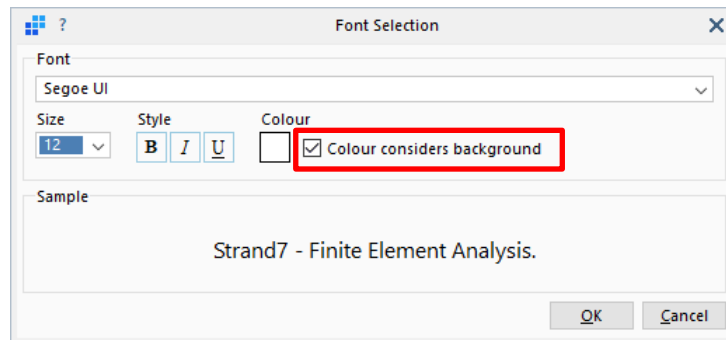 ? Font Selection
Font
Segoe UI
Size Style Colour
12 B I U Colour considers background
Sample
Strand7 - Finite Element Analysis.
OK Cancel